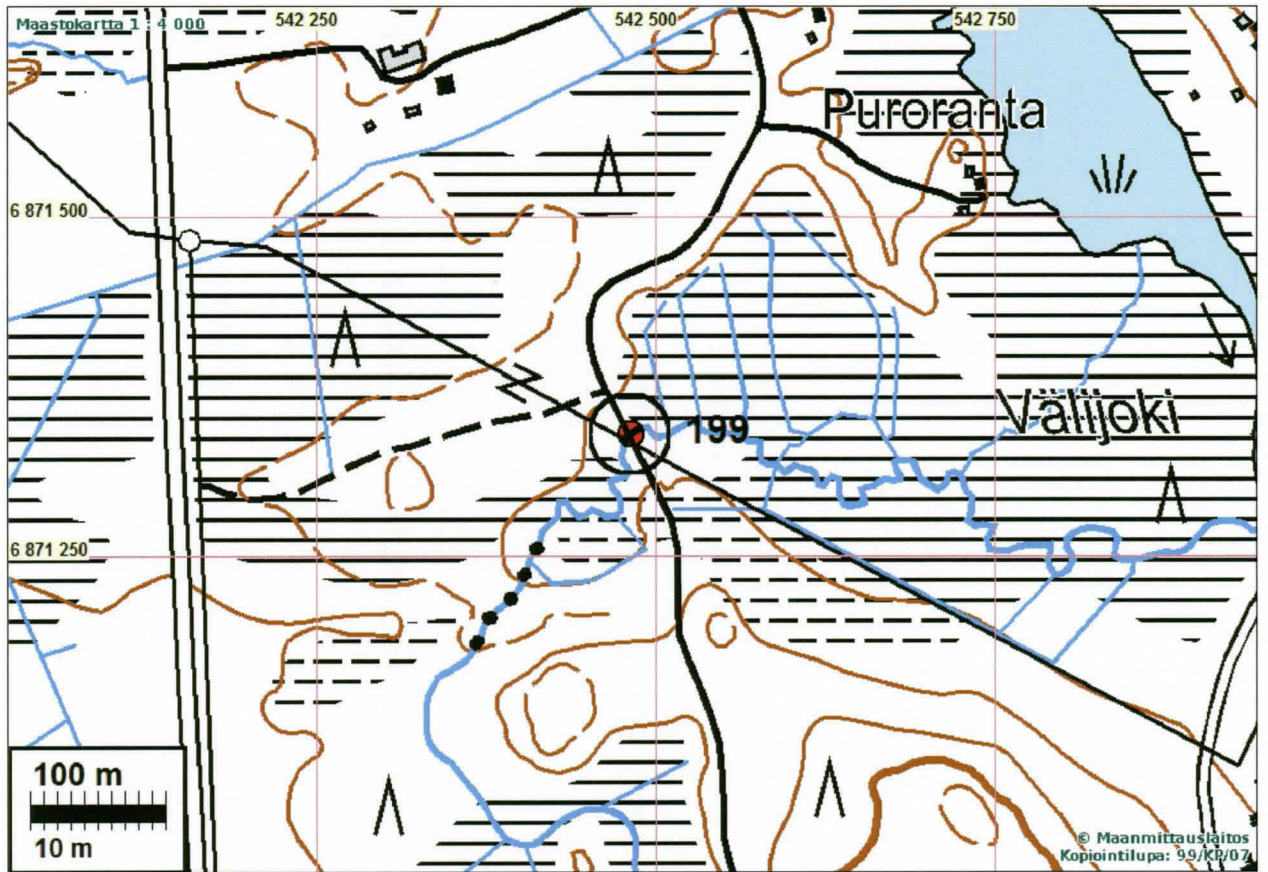 Maastokartta 1 : 4 000
542 250
542 500
542 750
Puroranta
6 871 500
Välijoki
199
6 871 250
100 m
10 m
© Maanmittauslaitos
Kopiointilupa: 99/KP/07